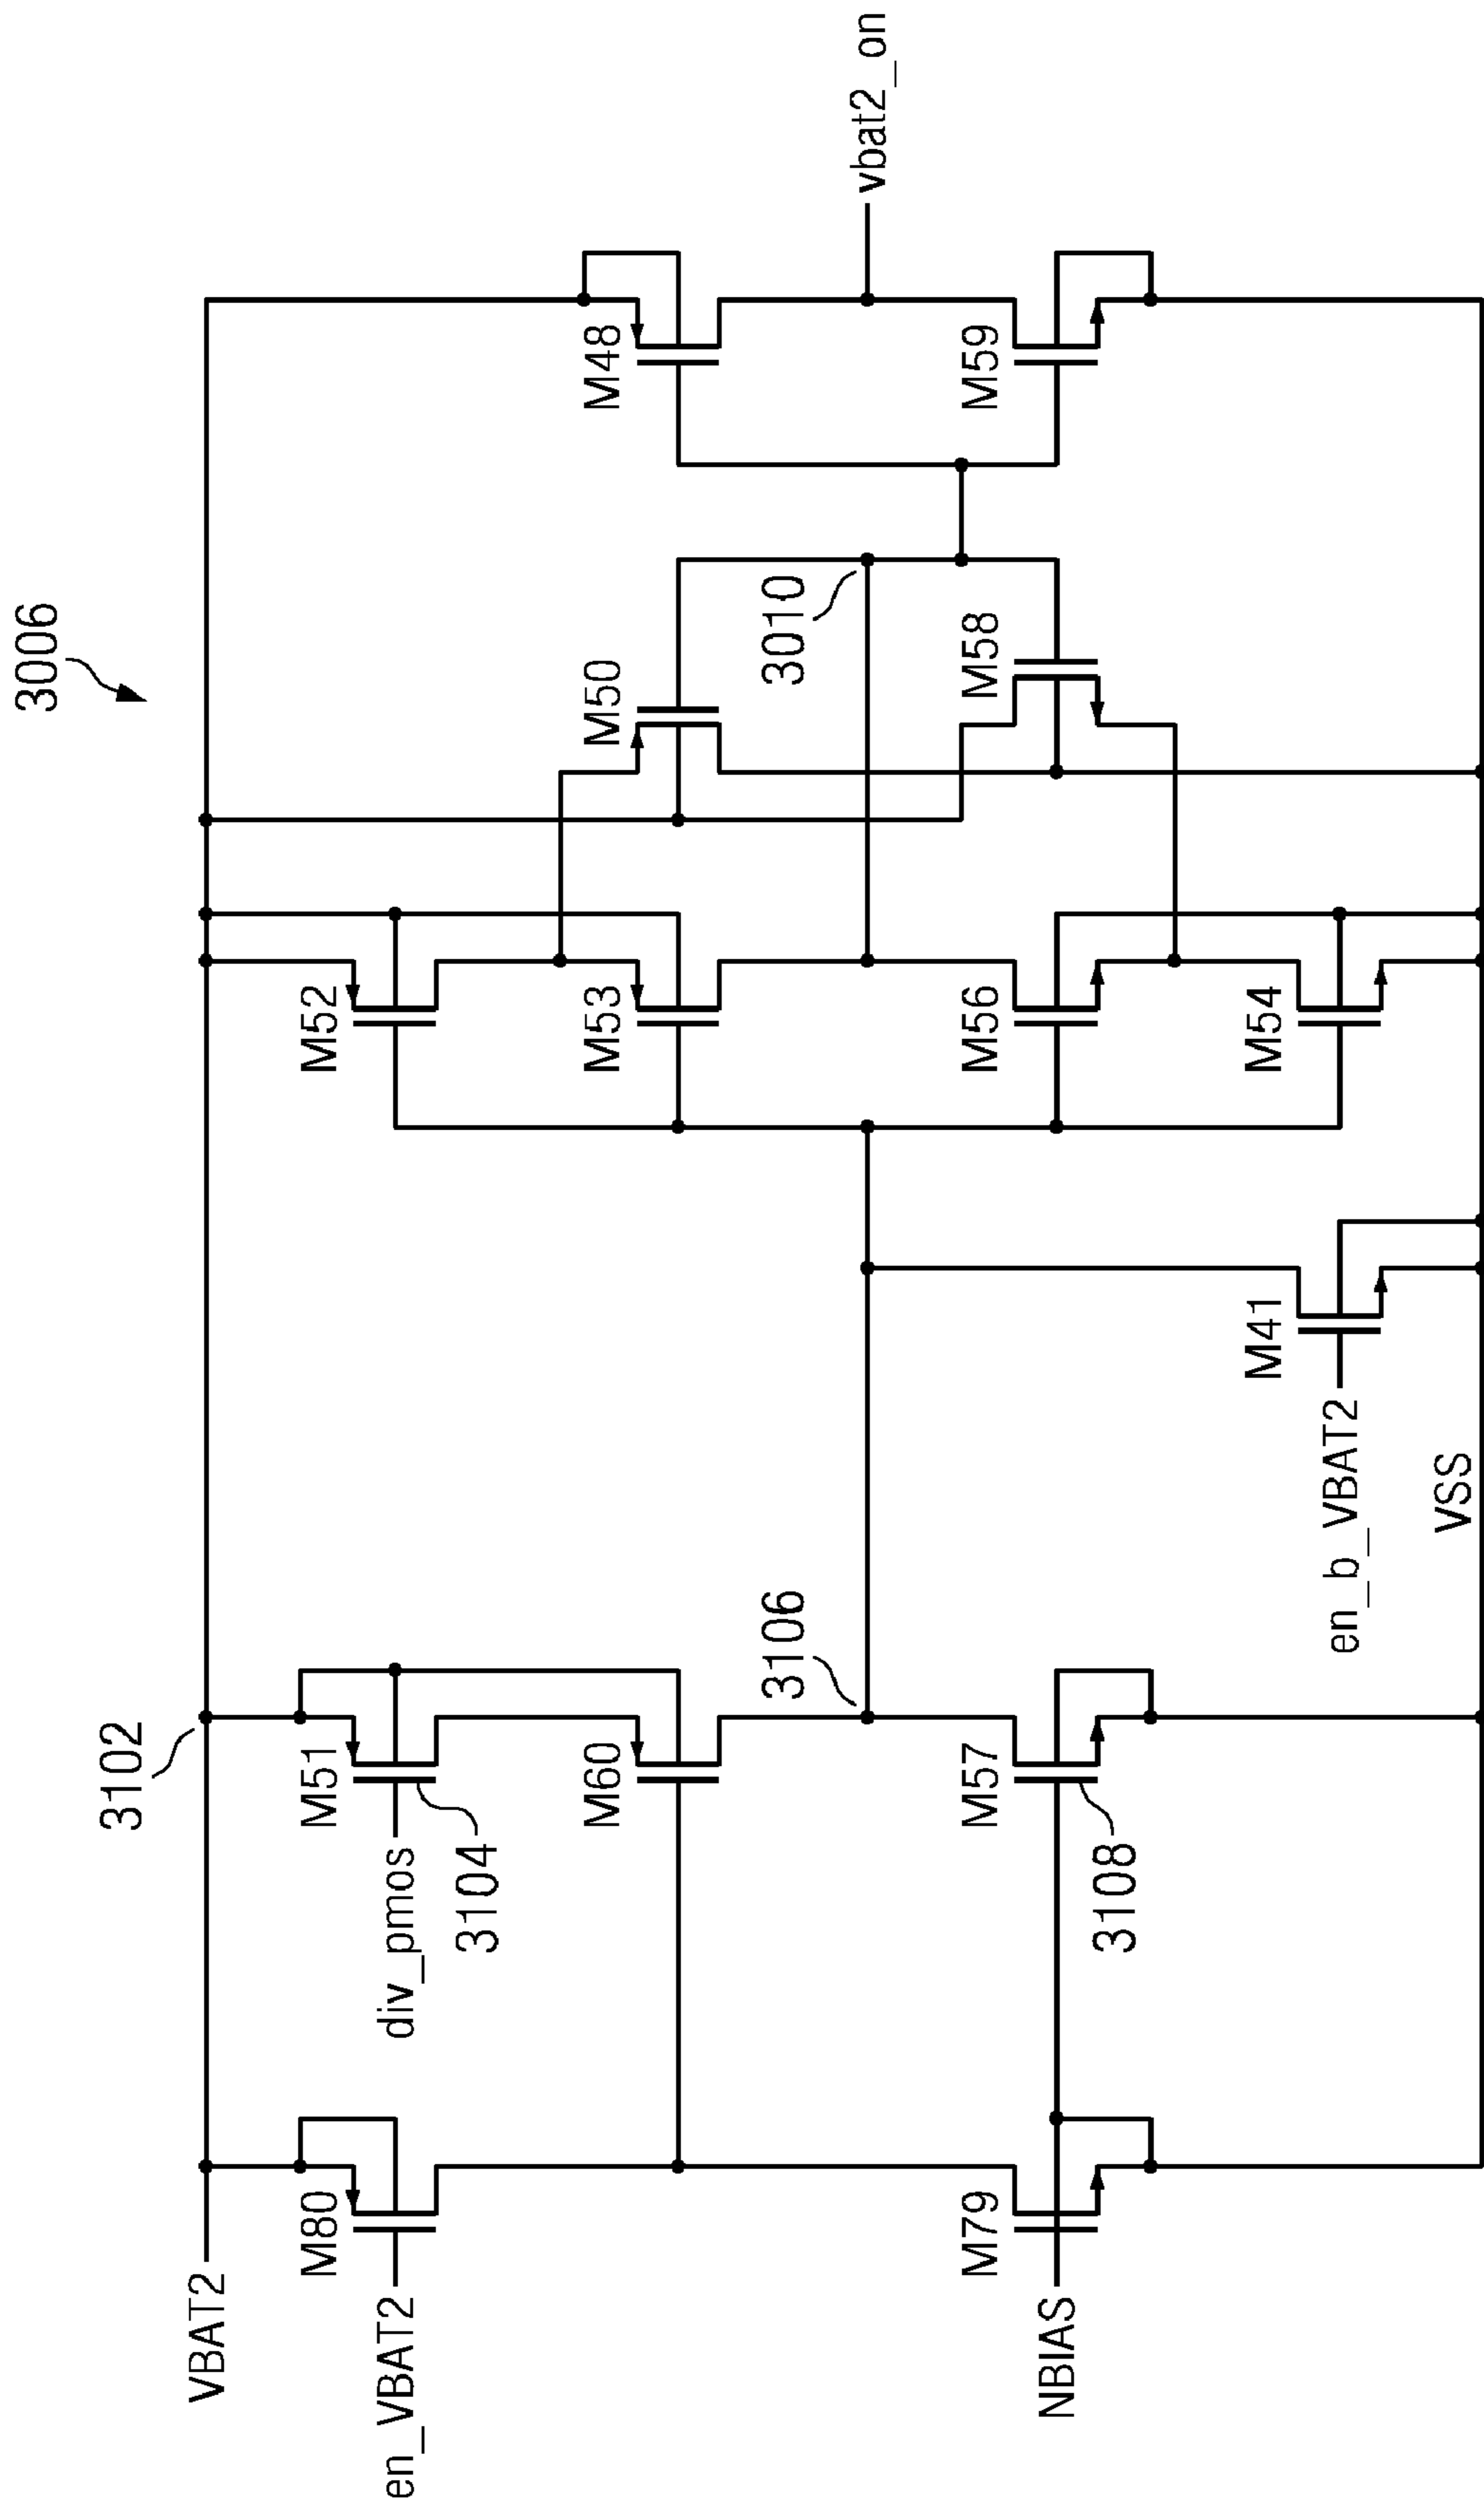 3006
VBAT2
3102
en_VBAT2
M80
div_pmos
M51
3104
M52
M60
M53
M50
M48
3106
3010
vbat2_on
NBIAS
M79
M57
3108
M56
M58
M59
en_b_VBAT2
M41
M54
VSS